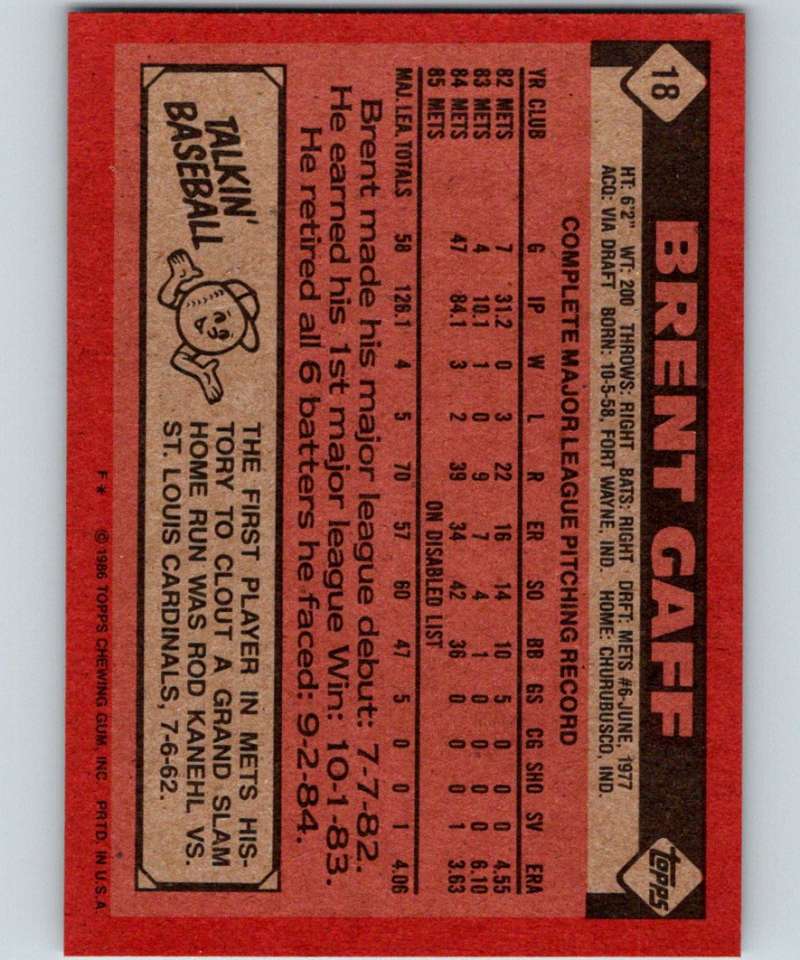 18
BRENT GAFF
topps
HT: 6'2" WT: 200 THROWS: RIGHT BATS: RIGHT DRFT: METS #6-JUNE, 1977
ACQ: VIA DRAFT BORN: 10-5-58, FORT WAYNE, IND. HOME: CHURUBUSCO, IND.
COMPLETE MAJOR LEAGUE PITCHING RECORD
YR CLUB G IP W L R ER SO BB GS CG SHO SV ERA
82 METS 7 31.2 0 3 22 16 14 10 5 0 0 0 4.55
83 METS 4 10.1 1 0 9 7 4 1 0 0 0 0 6.10
84 METS 47 84.1 3 2 39 34 42 36 0 0 0 1 3.63
85 METS ON DISABLED LIST
MAJ. LEA. TOTALS 58 126.1 4 5 70 57 60 47 5 0 0 1 4.06
Brent made his major league debut: 7-7-82.
He earned his 1st major league Win: 10-1-83.
He retired all 6 batters he faced: 9-2-84.
TALKIN'
BASEBALL
THE FIRST PLAYER IN METS HIS-
TORY TO CLOUT A GRAND SLAM
HOME RUN WAS ROD KANEHL VS.
ST. LOUIS CARDINALS, 7-6-62.
F* © 1986 TOPPS CHEWING GUM, INC. PRTD. IN U.S.A.